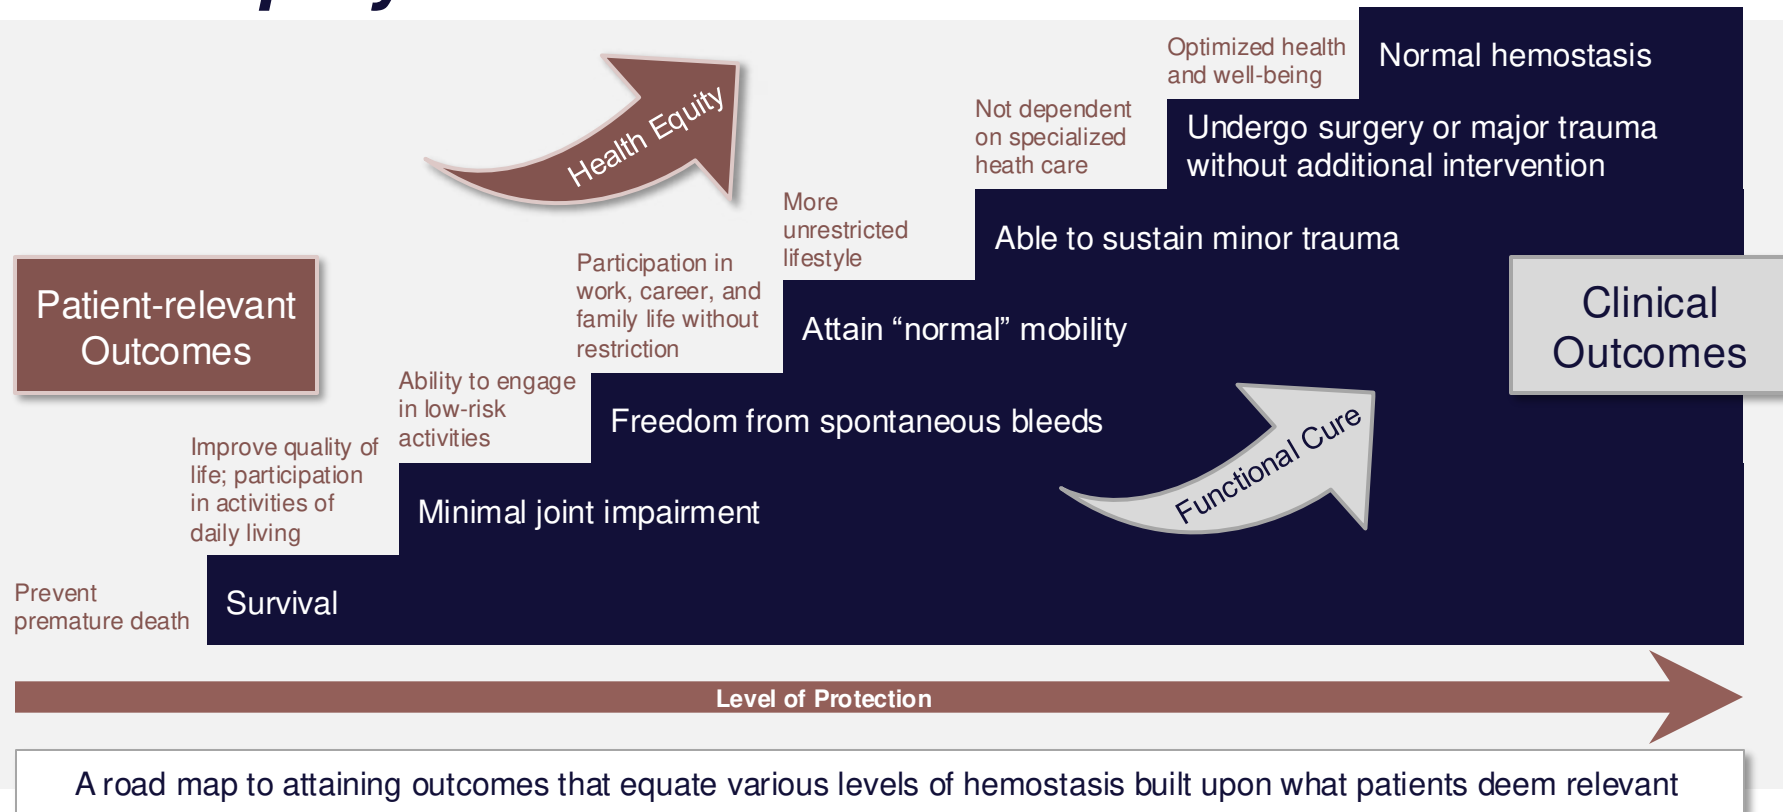 Optimized health
and well-being
Normal hemostasis
Not dependent
on specialized
heath care
Undergo surgery or major trauma
without additional intervention
Health Equity
More
unrestricted
lifestyle
Able to sustain minor trauma
Patient-relevant
Outcomes
Participation in
work, career, and
family life without
restriction
Attain “normal” mobility
Clinical
Outcomes
Ability to engage
in low-risk
activities
Freedom from spontaneous bleeds
Functional Cure
Improve quality of
life; participation
in activities of
daily living
Minimal joint impairment
Prevent
premature death
Survival
Level of Protection
A road map to attaining outcomes that equate various levels of hemostasis built upon what patients deem relevant